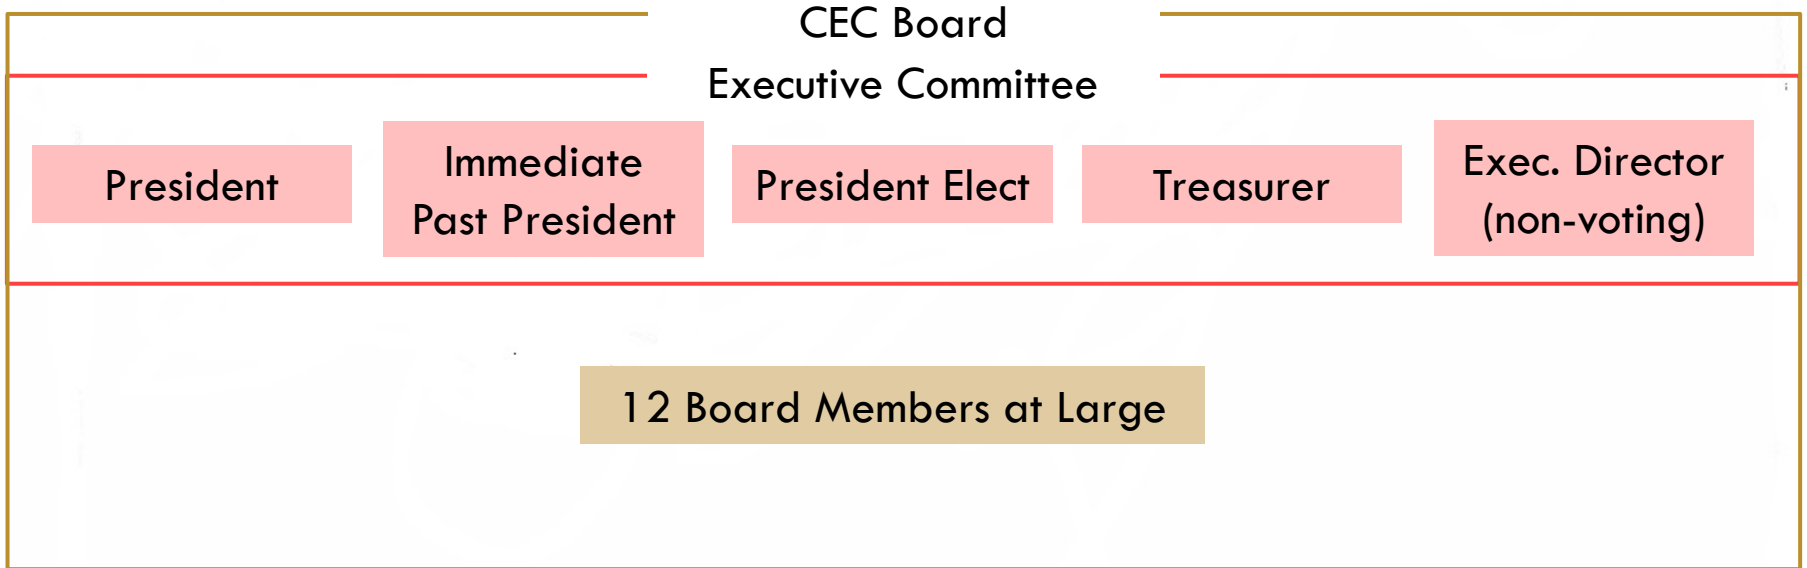 CEC Board
Executive Committee
President
Immediate
Past President
President Elect
Treasurer
Exec. Director
(non-voting)
12 Board Members at Large